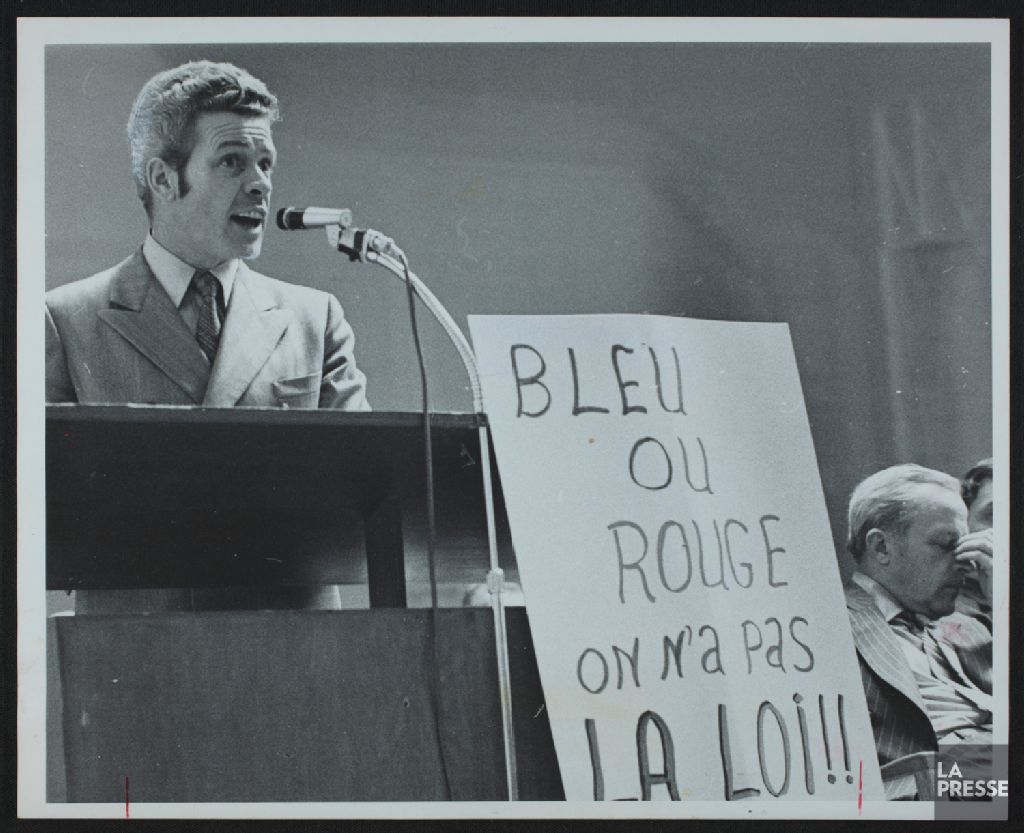 BLEU
OU
ROUGE
ON N'a Pas
LA LOi!!
LA
PRESSE